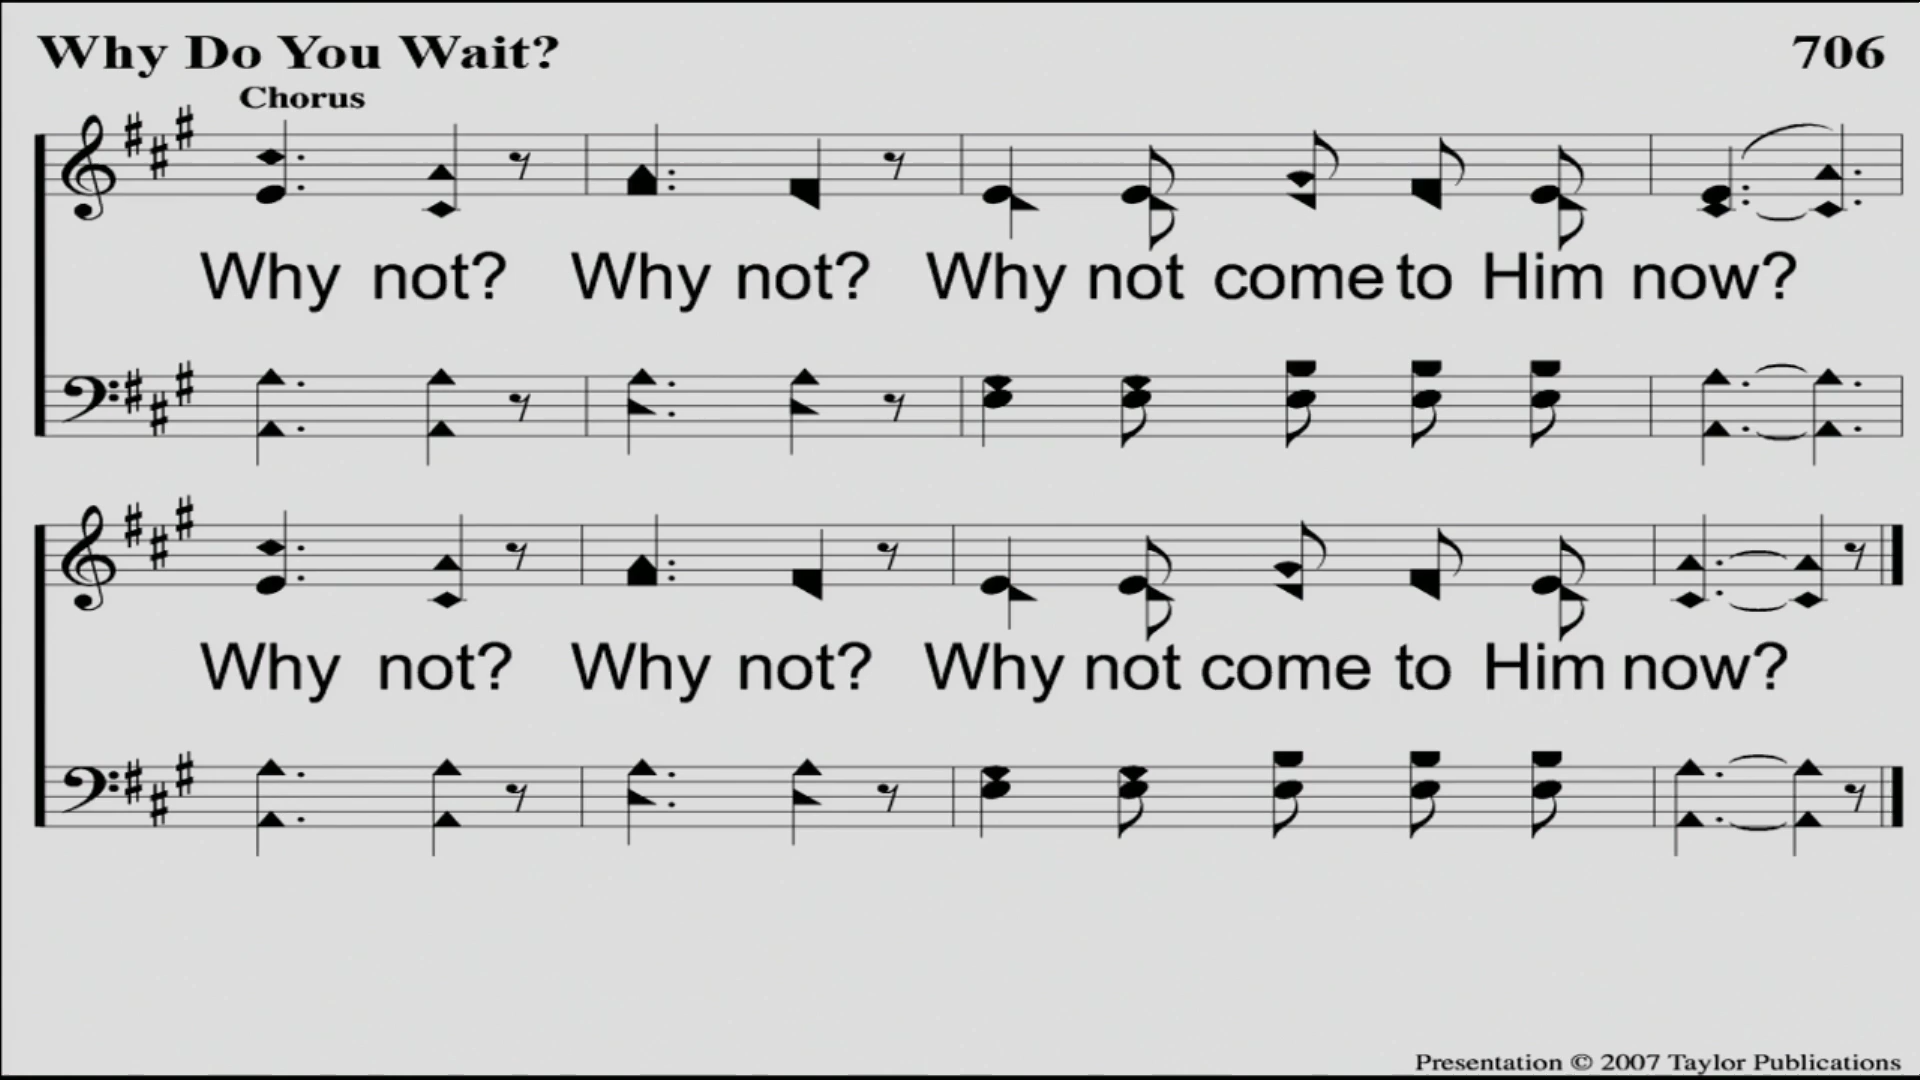 Why Do You Wait? 706
Chorus
Why not? Why not? Why not come to Him now?
Why not? Why not? Why not come to Him now?
Presentation © 2007 Taylor Publications